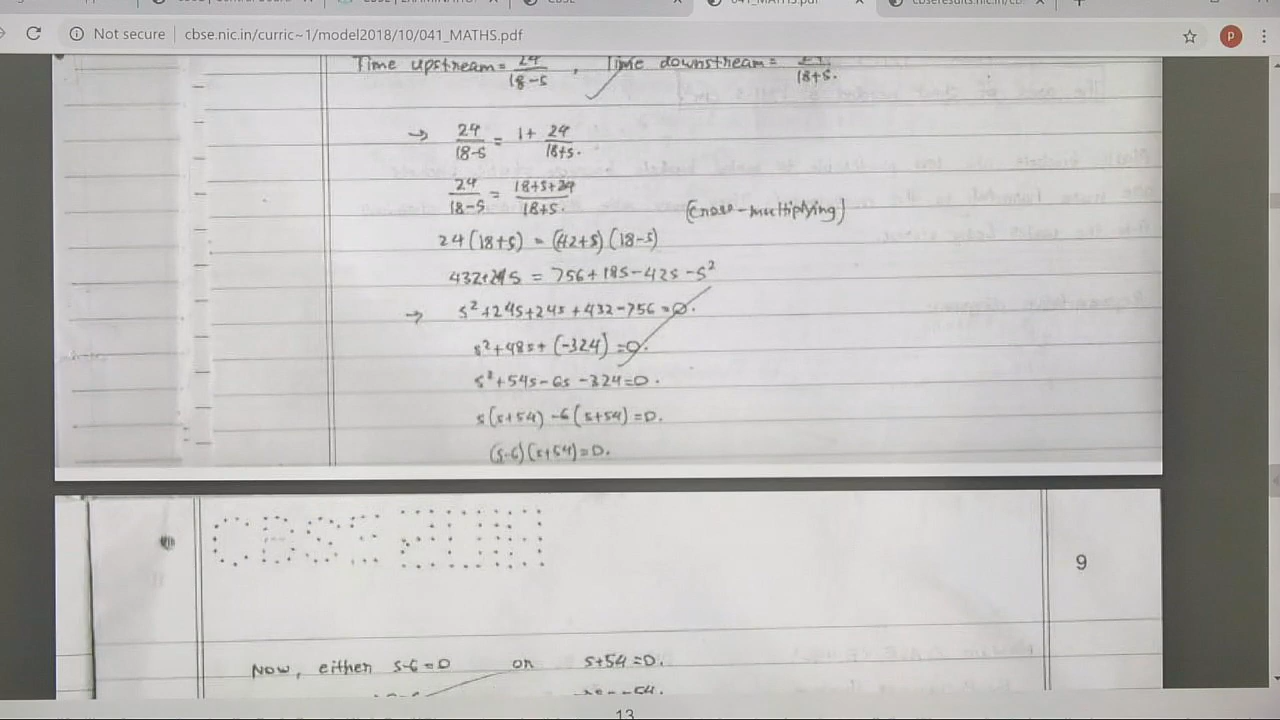 Not secure | cbse.nic.in/curric~1/model2018/10/041_MATHS.pdf
Time upstream = 24/18-s , Time downstream = 24/18+s.
→ 24/18-s = 1 + 24/18+s.
24/18-s = 18+s+24/18+s.
(cross-multiplying)
24(18+s) = (42+s)(18-s)
432+24s = 756+18s-42s-s²
→ s²+24s+24s+432-756=0.
s²+48s+(-324)=0.
s²+54s-6s-324=0.
s(s+54)-6(s+54)=0.
(s-6)(s+54)=0.
CBSE
9
Now, either s-6=0 or s+54=0.
13